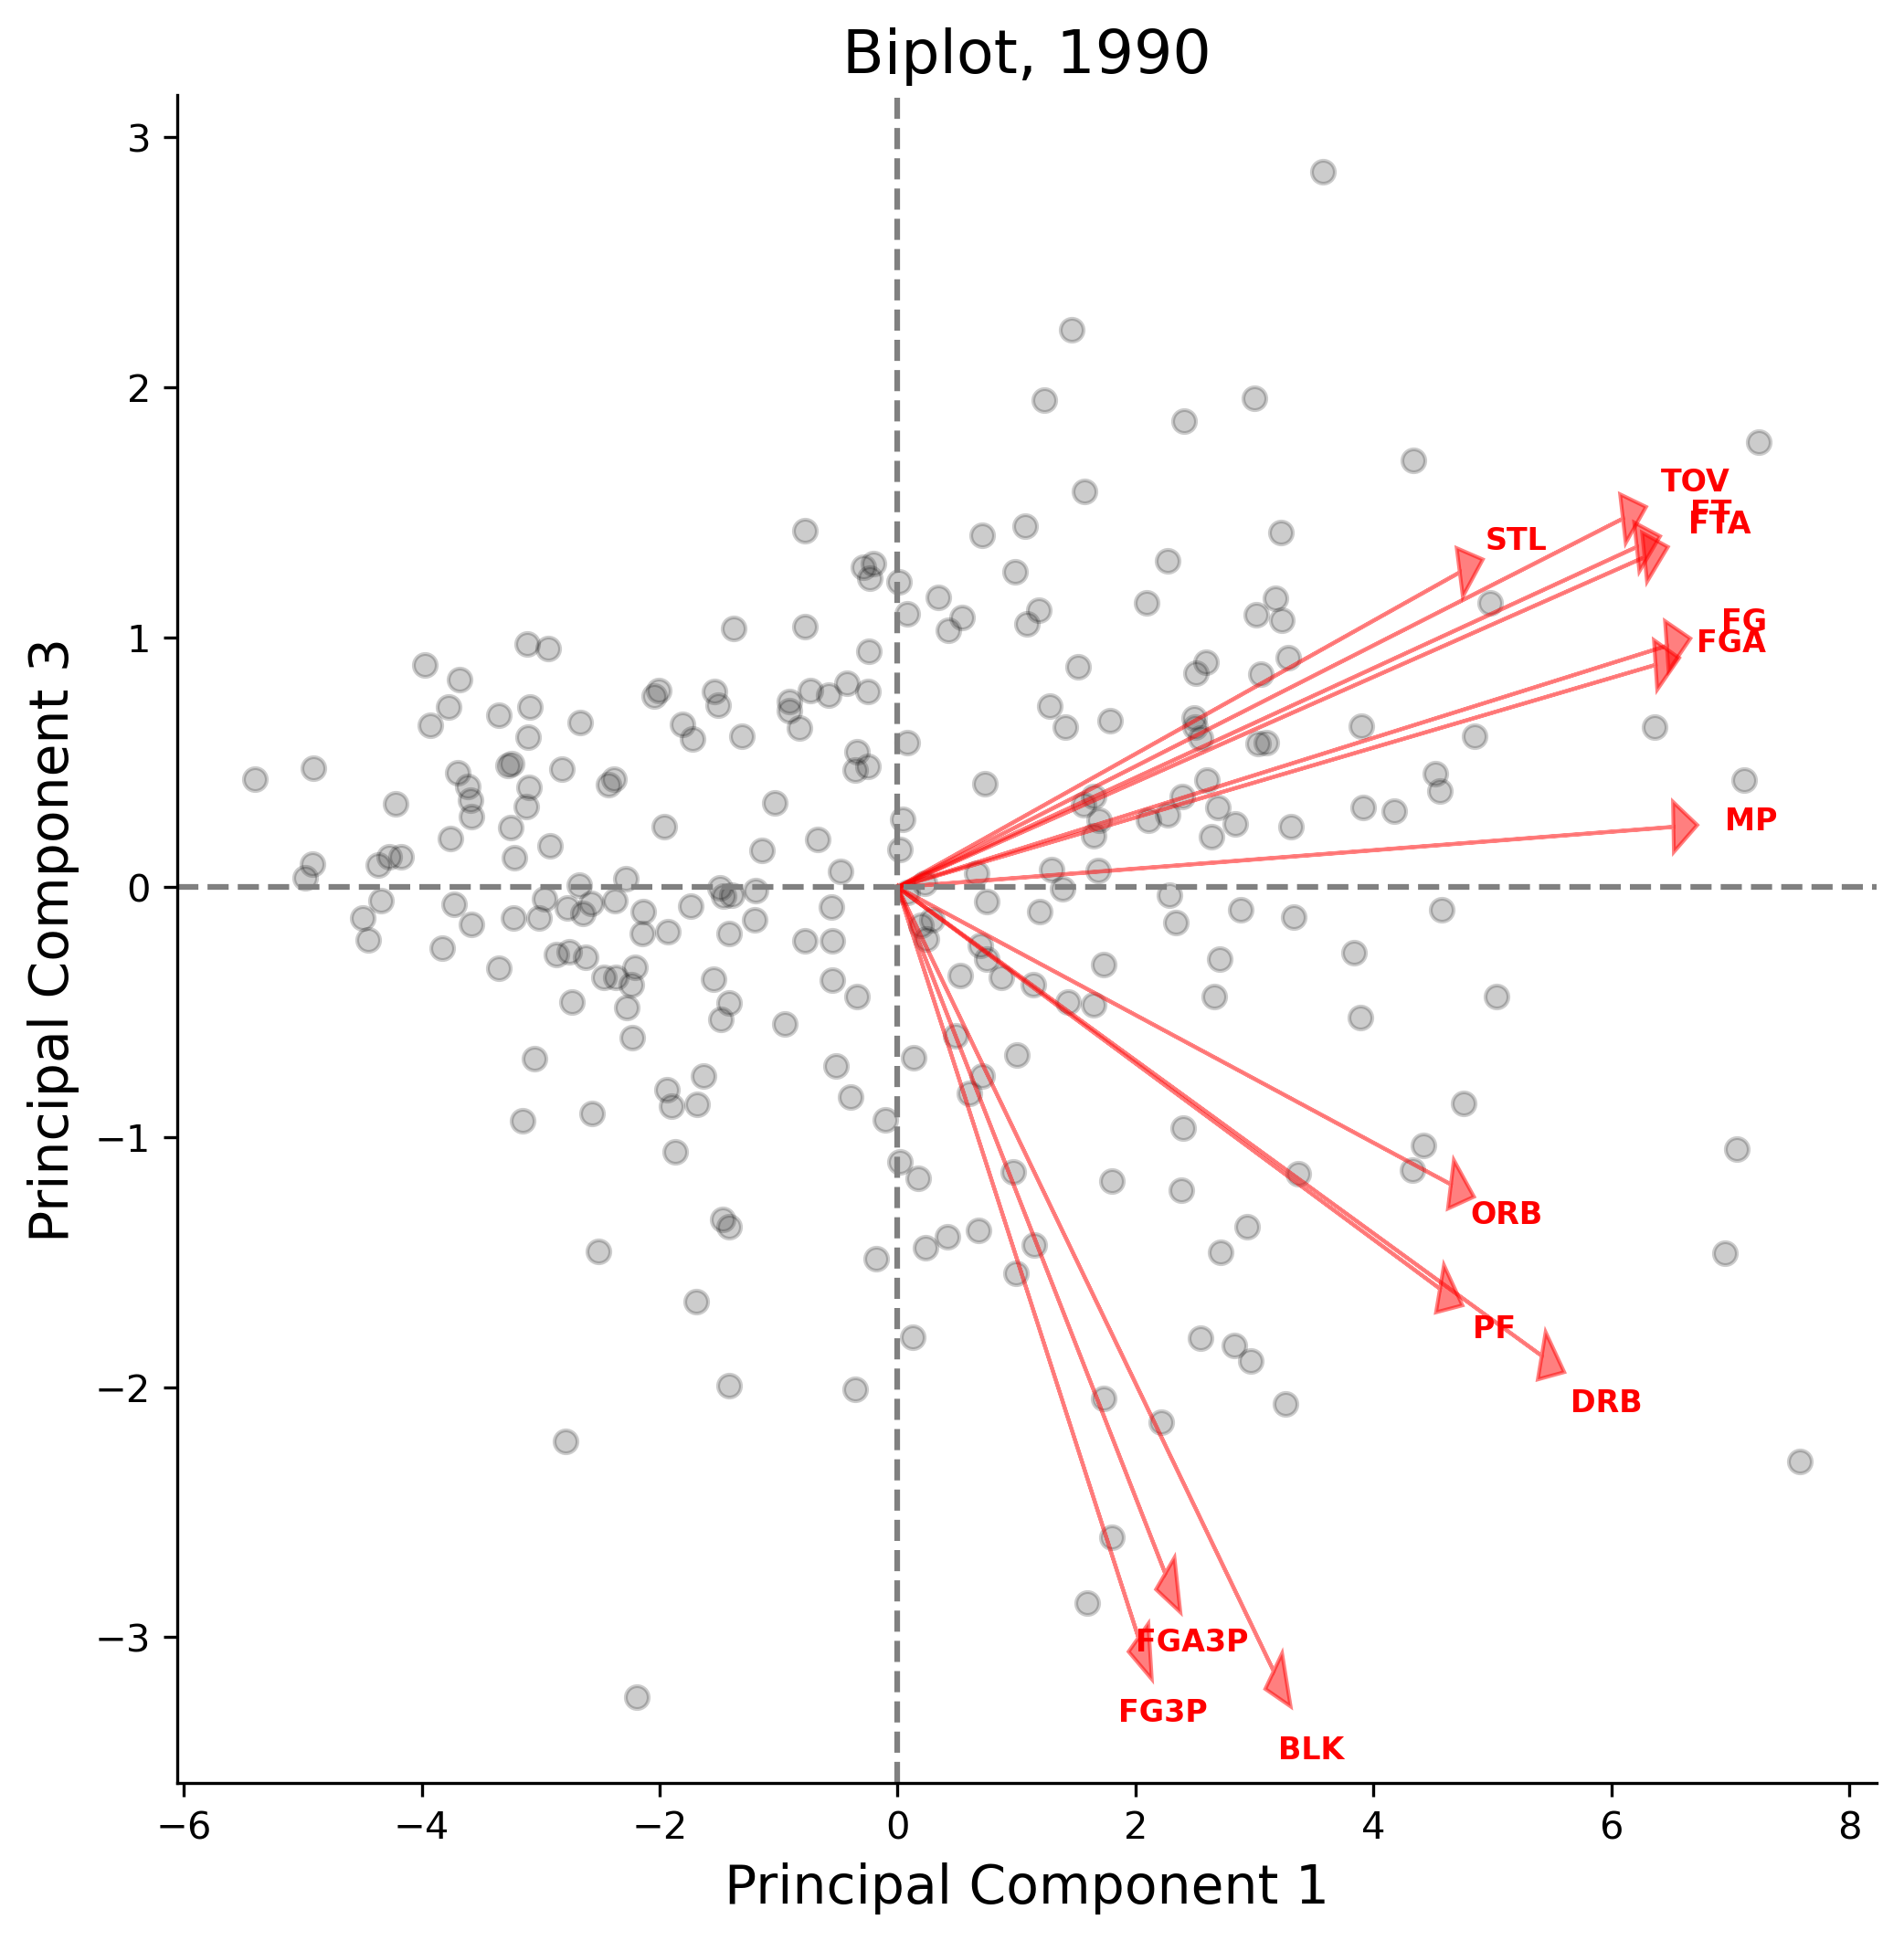 Biplot, 1990
Principal Component 3
3
2
1
0
−1
−2
−3
TOV
FT
FTA
STL
FG
FGA
MP
ORB
PF
DRB
FGA3P
FG3P
BLK
−6 −4 −2 0 2 4 6 8
Principal Component 1